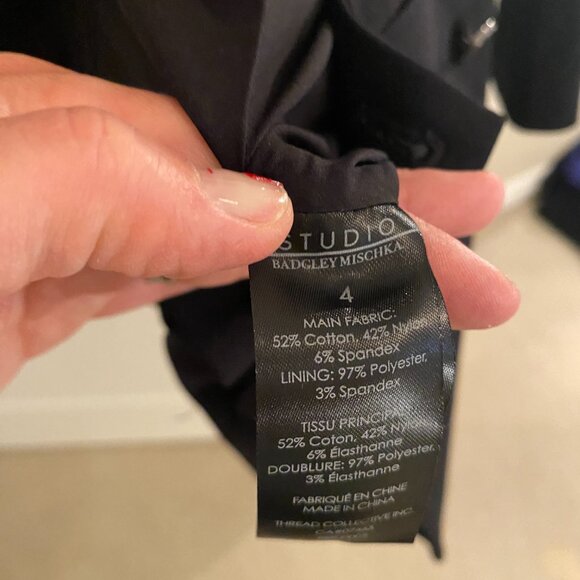 STUDIO
BADGLEY MISCHKA
4
MAIN FABRIC:
52% Cotton, 42% Nylon
6% Spandex
LINING: 97% Polyester,
3% Spandex
TISSU PRINCIPAL
52% Coton, 42% Nylon
6% Élasthanne
DOUBLURE: 97% Polyester,
3% Élasthanne
FABRIQUÉ EN CHINE
MADE IN CHINA
THREAD COLLECTIVE INC.